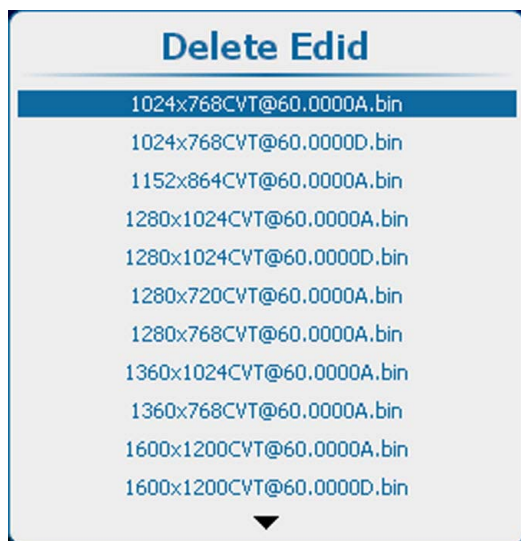 Delete Edid
1024x768CVT@60.0000A.bin
1024x768CVT@60.0000D.bin
1152x864CVT@60.0000A.bin
1280x1024CVT@60.0000A.bin
1280x1024CVT@60.0000D.bin
1280x720CVT@60.0000A.bin
1280x768CVT@60.0000A.bin
1360x1024CVT@60.0000A.bin
1360x768CVT@60.0000A.bin
1600x1200CVT@60.0000A.bin
1600x1200CVT@60.0000D.bin